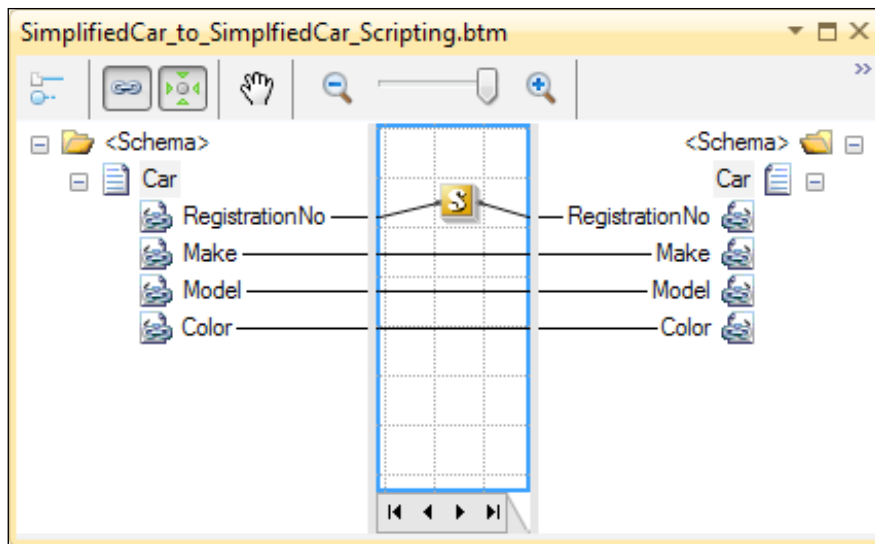 SimplifiedCar_to_SimplfiedCar_Scripting.btm
<Schema> <Schema>
Car Car
RegistrationNo RegistrationNo
Make Make
Model Model
Color Color